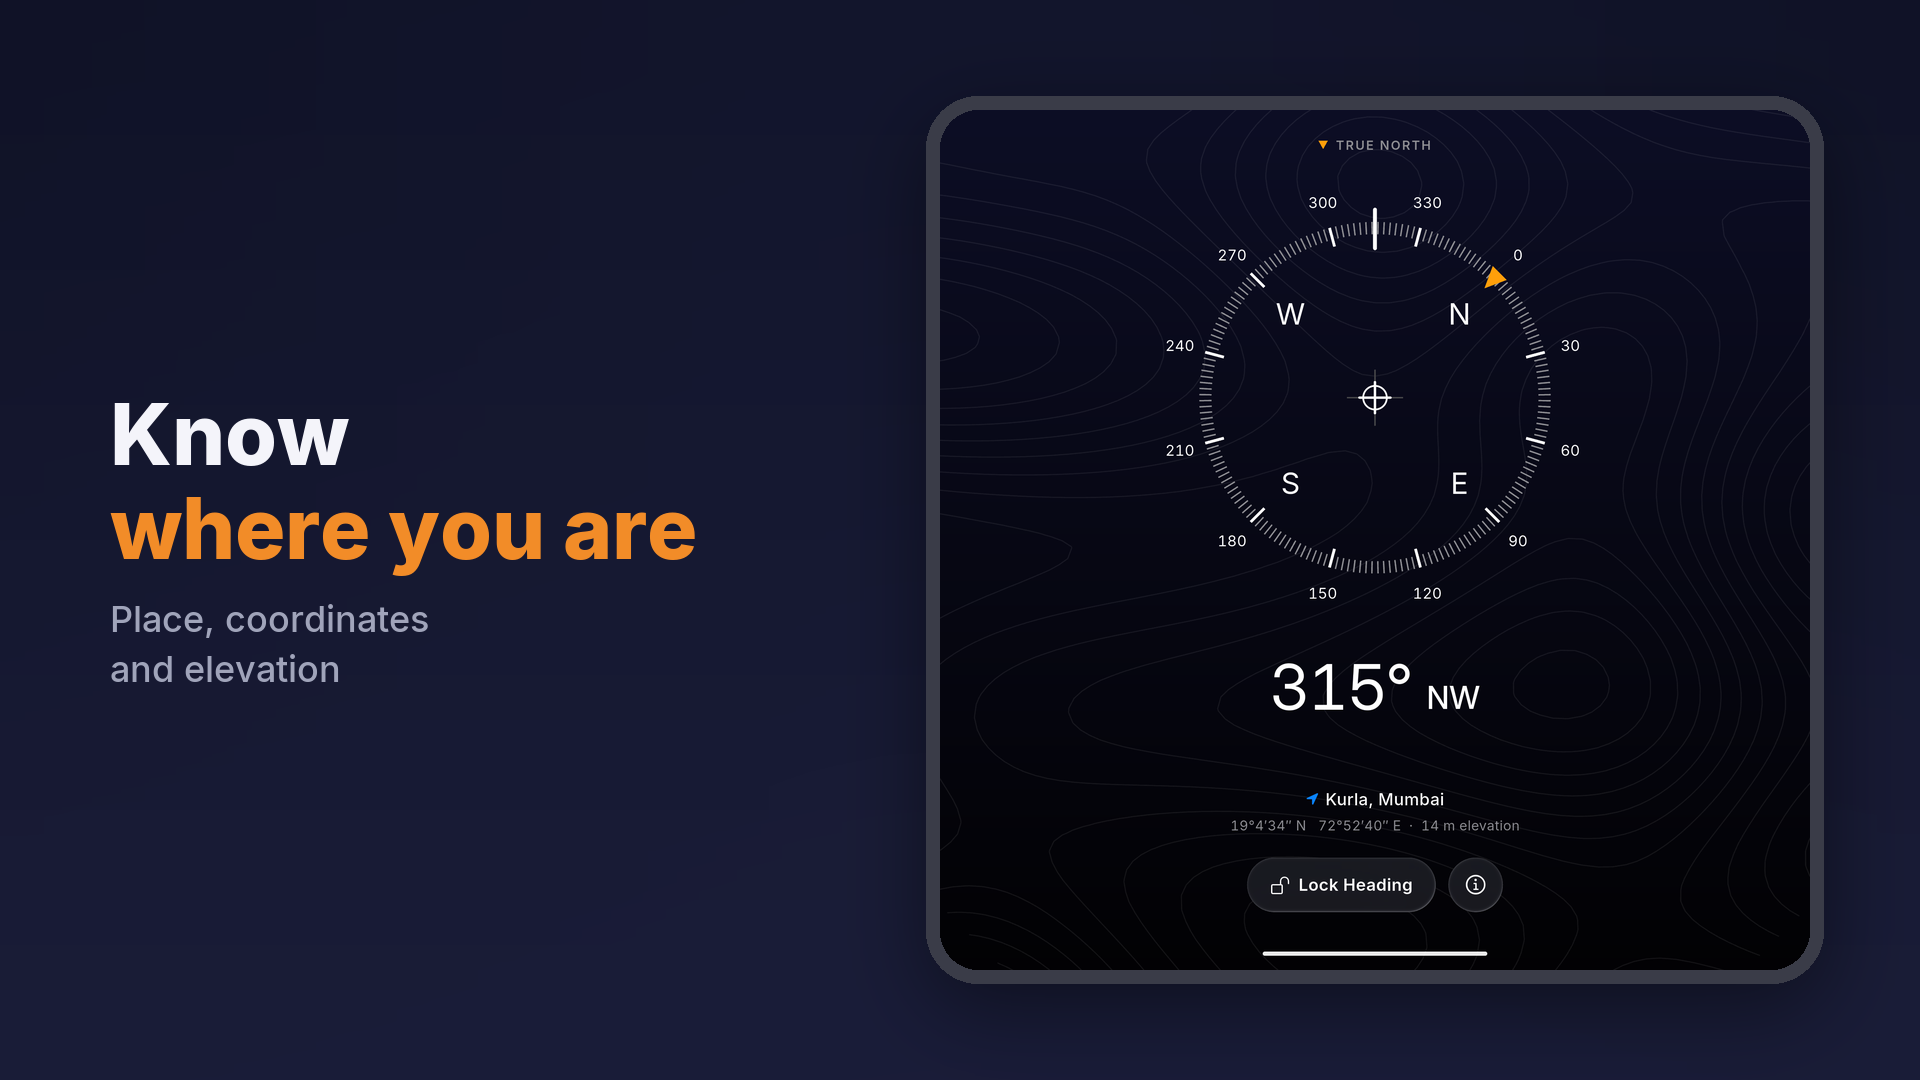 Know
where you are
Place, coordinates
and elevation
TRUE NORTH
300
330
270
0
W
N
240
30
210
60
S
E
180
90
150
120
315° NW
Kurla, Mumbai
19°4′34″ N 72°52′40″ E · 14 m elevation
Lock Heading